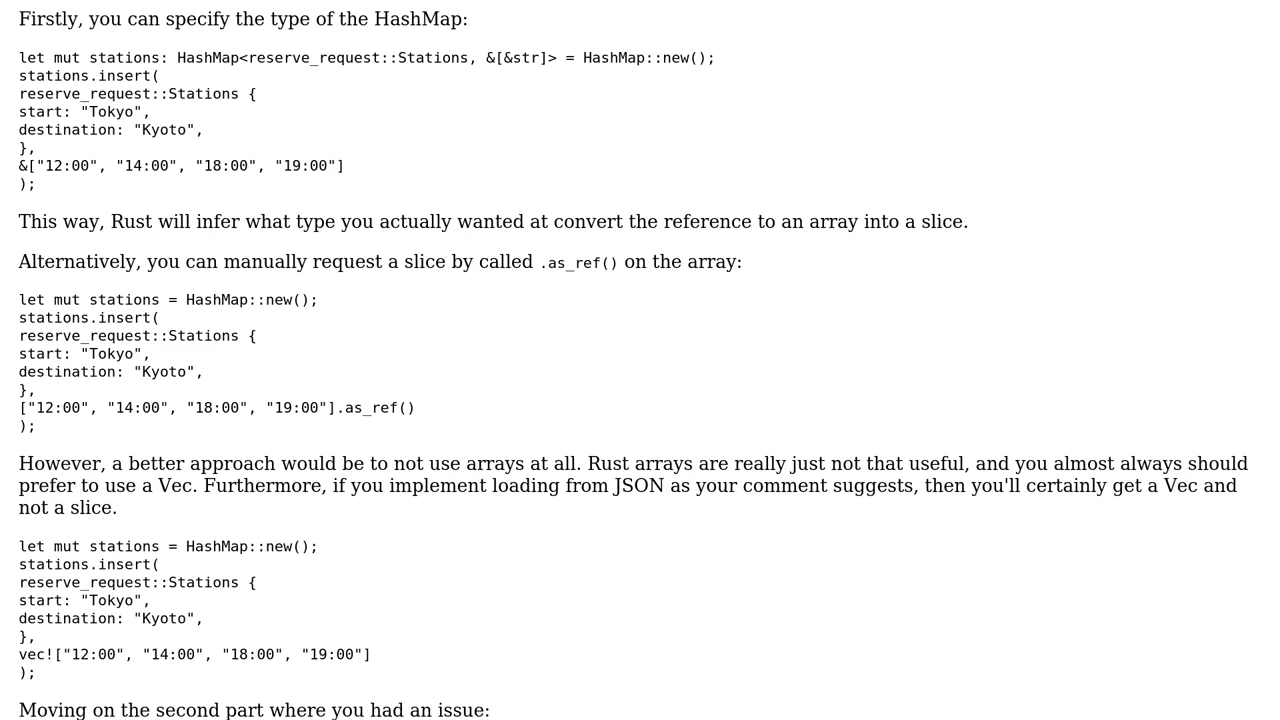 Firstly, you can specify the type of the HashMap:
let mut stations: HashMap<reserve_request::Stations, &[&str]> = HashMap::new();
stations.insert(
reserve_request::Stations {
start: "Tokyo",
destination: "Kyoto",
},
&["12:00", "14:00", "18:00", "19:00"]
);
This way, Rust will infer what type you actually wanted at convert the reference to an array into a slice.
Alternatively, you can manually request a slice by called .as_ref() on the array:
let mut stations = HashMap::new();
stations.insert(
reserve_request::Stations {
start: "Tokyo",
destination: "Kyoto",
},
["12:00", "14:00", "18:00", "19:00"].as_ref()
);
However, a better approach would be to not use arrays at all. Rust arrays are really just not that useful, and you almost always should
prefer to use a Vec. Furthermore, if you implement loading from JSON as your comment suggests, then you'll certainly get a Vec and
not a slice.
let mut stations = HashMap::new();
stations.insert(
reserve_request::Stations {
start: "Tokyo",
destination: "Kyoto",
},
vec!["12:00", "14:00", "18:00", "19:00"]
);
Moving on the second part where you had an issue: